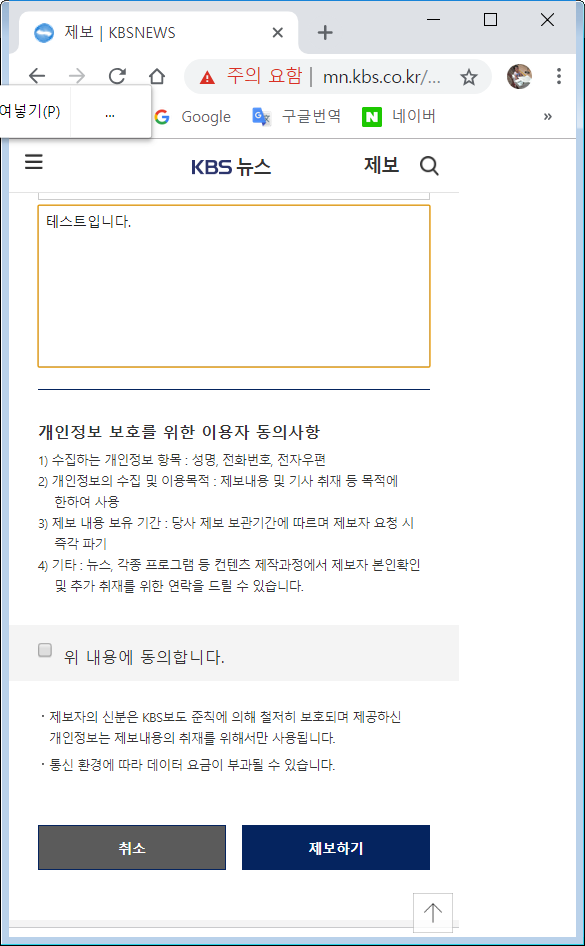 제보 | KBSNEWS
주의 요함 | mn.kbs.co.kr/...
여넣기(P) ...
Google 구글번역 네이버 »
KBS 뉴스 제보
테스트입니다.
개인정보 보호를 위한 이용자 동의사항
1) 수집하는 개인정보 항목 : 성명, 전화번호, 전자우편
2) 개인정보의 수집 및 이용목적 : 제보내용 및 기사 취재 등 목적에
한하여 사용
3) 제보 내용 보유 기간 : 당사 제보 보관기간에 따르며 제보자 요청 시
즉각 파기
4) 기타 : 뉴스, 각종 프로그램 등 컨텐츠 제작과정에서 제보자 본인확인
및 추가 취재를 위한 연락을 드릴 수 있습니다.
위 내용에 동의합니다.
· 제보자의 신분은 KBS보도 준칙에 의해 철저히 보호되며 제공하신
개인정보는 제보내용의 취재를 위해서만 사용됩니다.
· 통신 환경에 따라 데이터 요금이 부과될 수 있습니다.
취소 제보하기